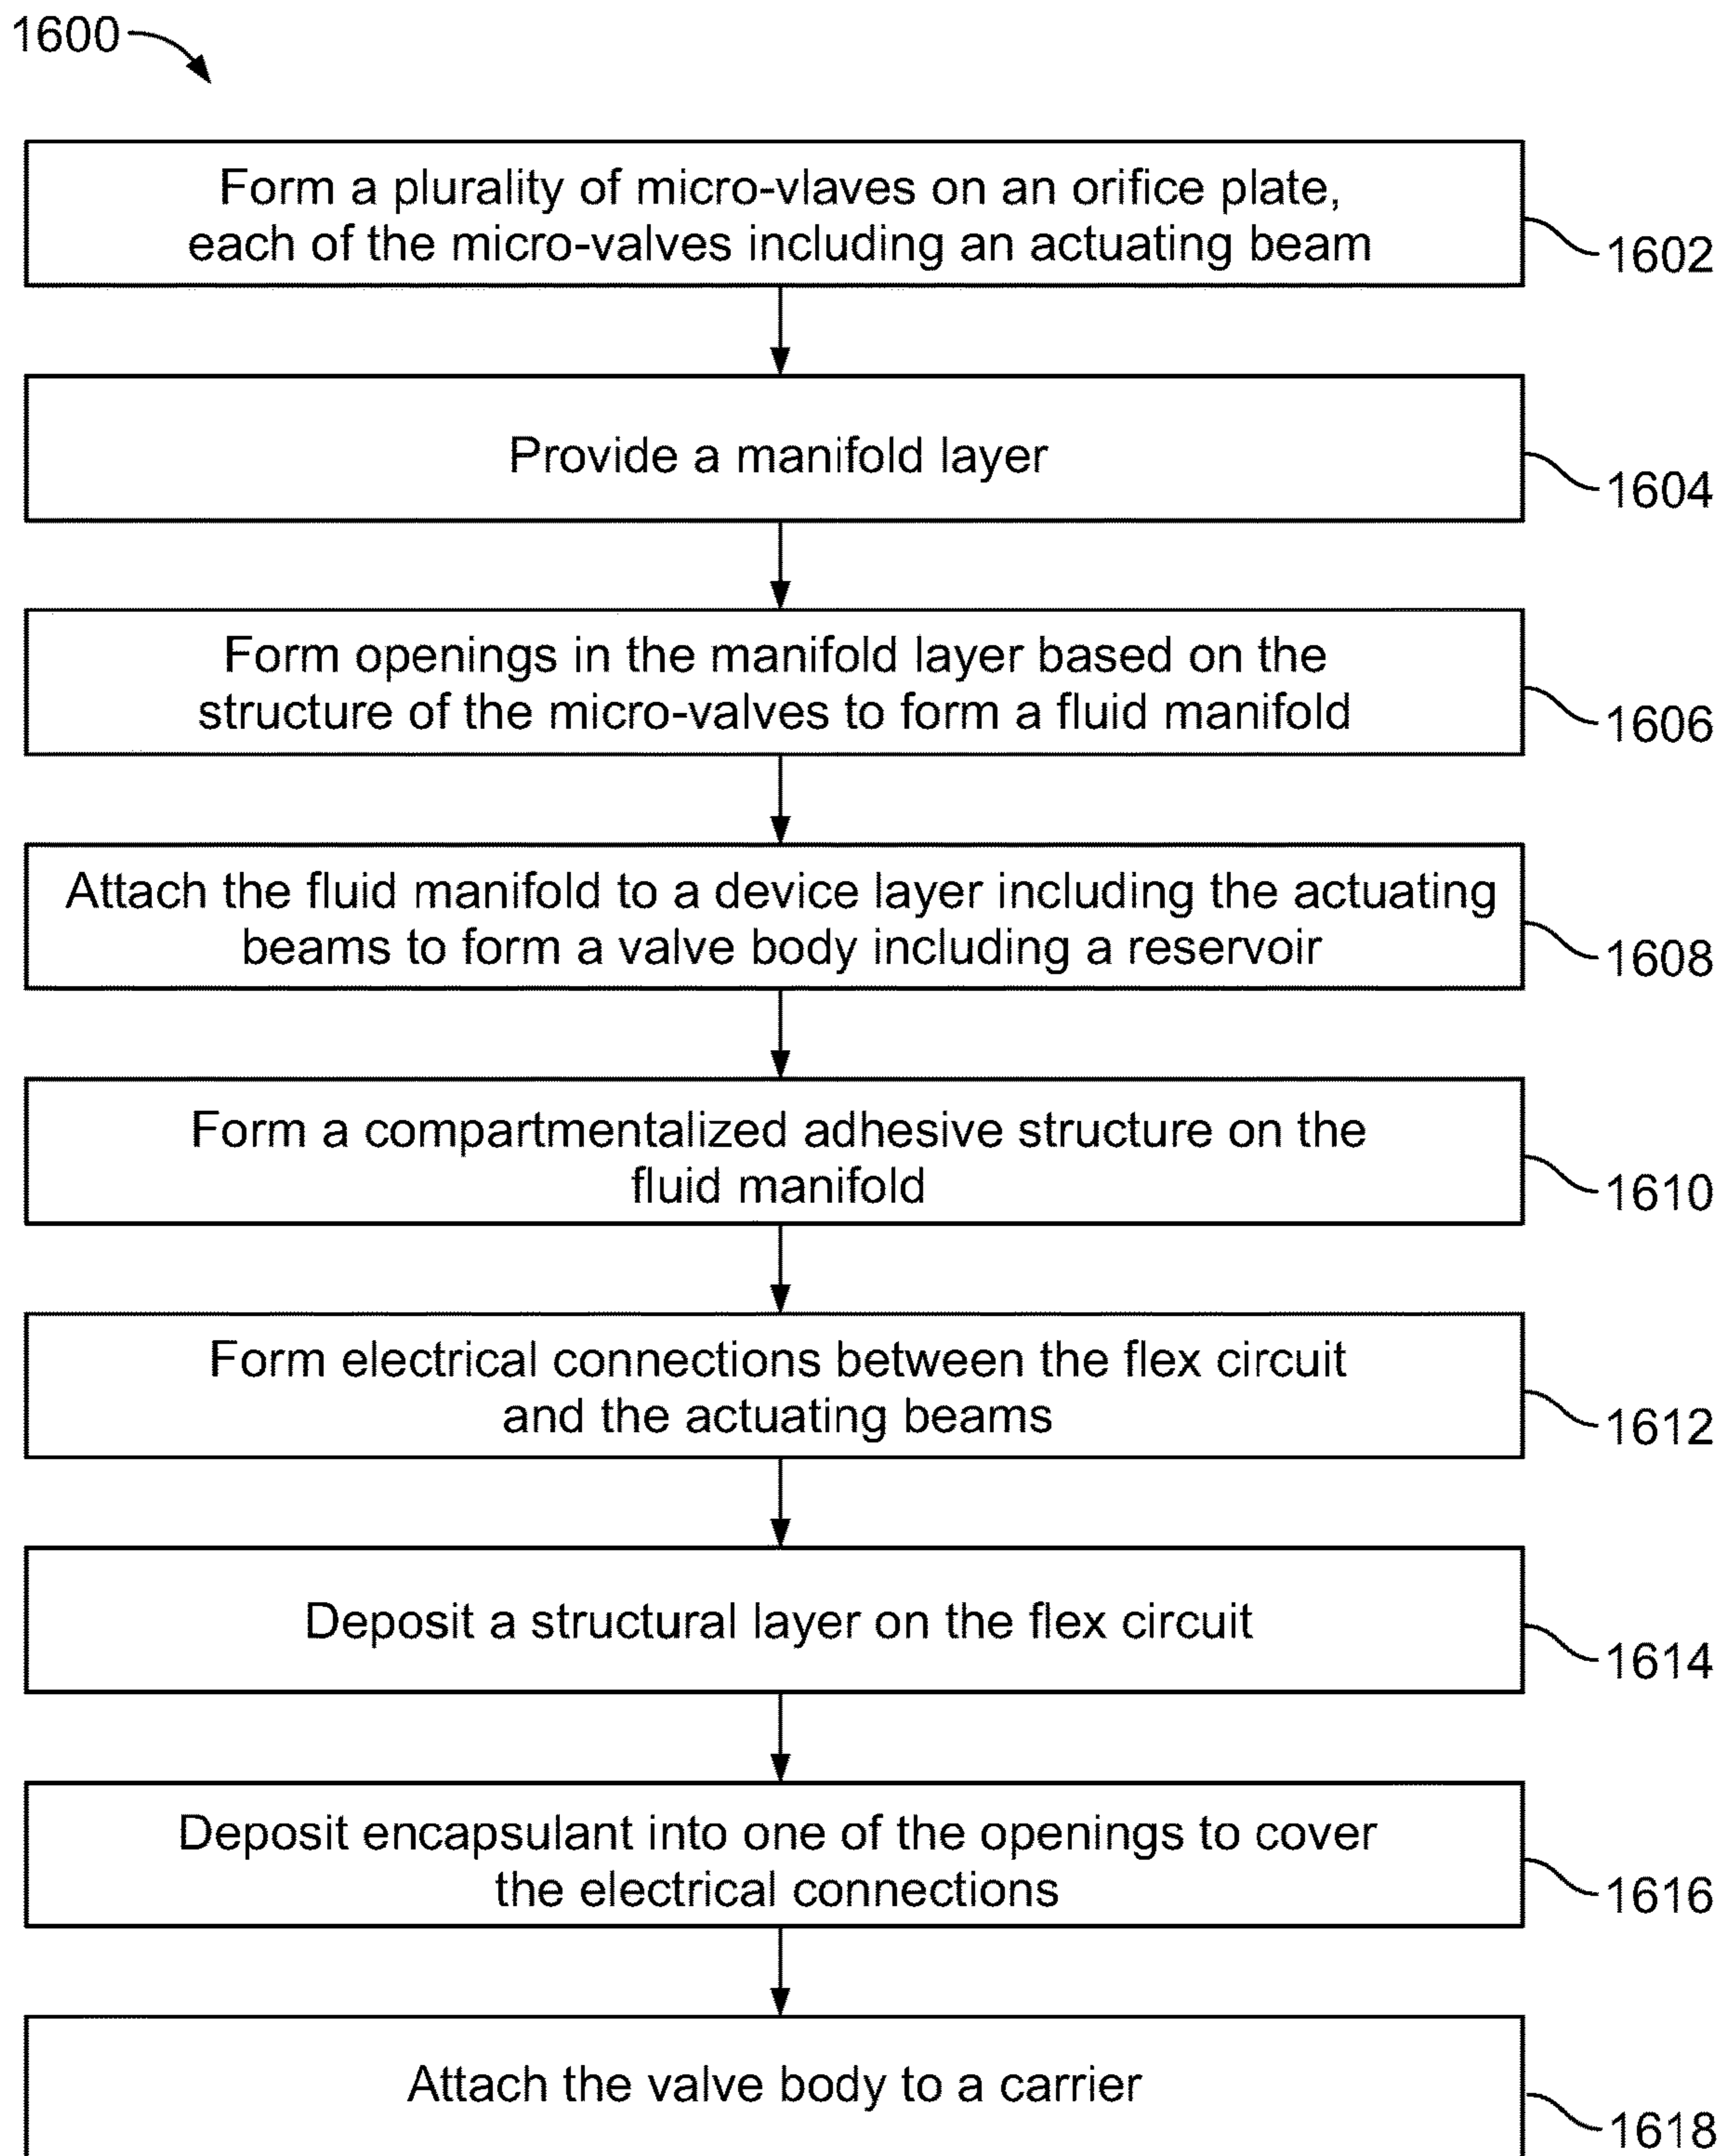 1600
Form a plurality of micro-vlaves on an orifice plate,
each of the micro-valves including an actuating beam
1602
Provide a manifold layer
1604
Form openings in the manifold layer based on the
structure of the micro-valves to form a fluid manifold
1606
Attach the fluid manifold to a device layer including the actuating
beams to form a valve body including a reservoir
1608
Form a compartmentalized adhesive structure on the
fluid manifold
1610
Form electrical connections between the flex circuit
and the actuating beams
1612
Deposit a structural layer on the flex circuit
1614
Deposit encapsulant into one of the openings to cover
the electrical connections
1616
Attach the valve body to a carrier
1618